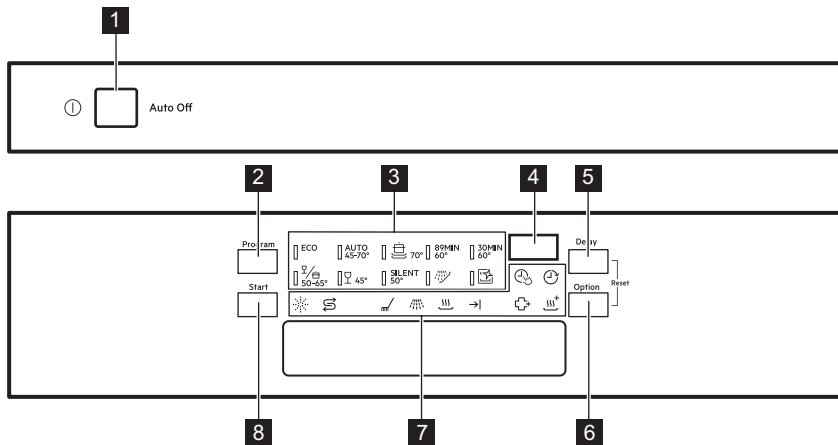 1
Auto Off
2
3
4
5
Program
ECO
AUTO
45-70°
70°
89MIN
60°
30MIN
60°
Delay
50-65°
45°
SILENT
50°
Start
Option
Reset
8
7
6